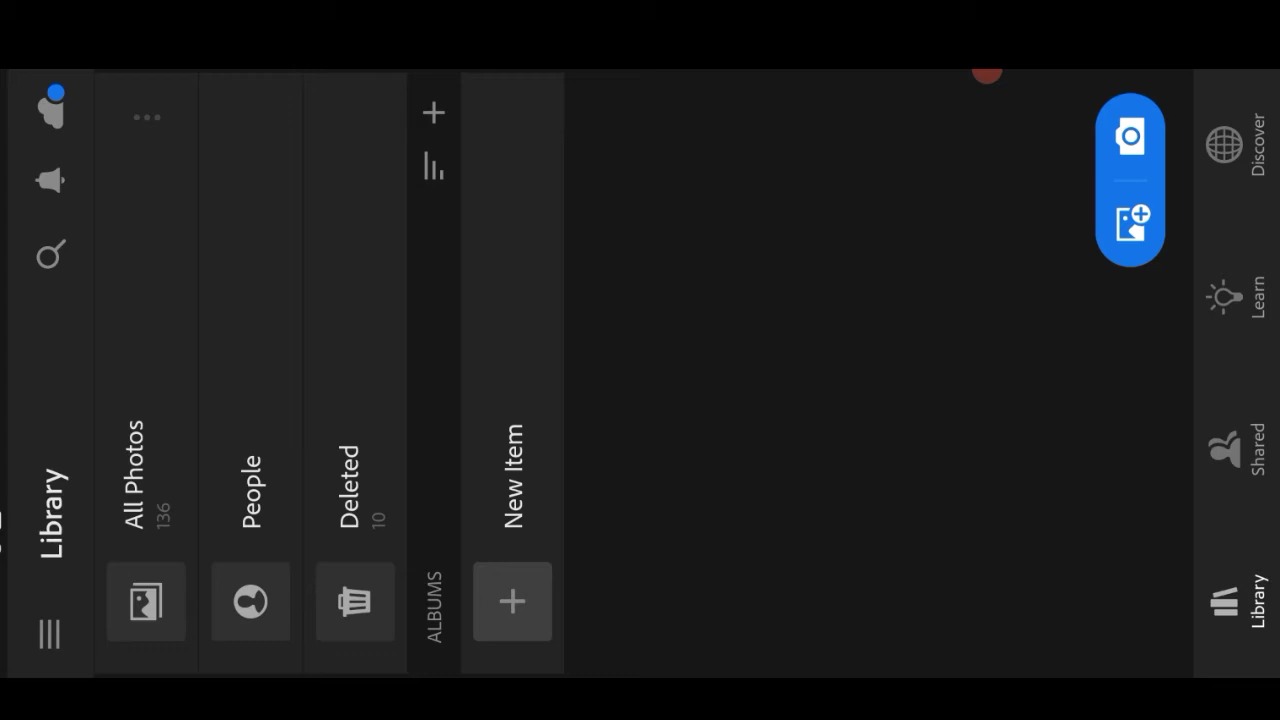 Library
All Photos
136
People
Deleted
10
ALBUMS
New Item
Library
Shared
Learn
Discover